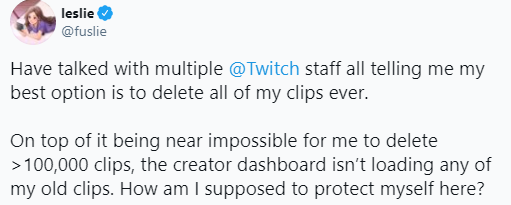 leslie
@fuslie
Have talked with multiple @Twitch staff all telling me my
best option is to delete all of my clips ever.
On top of it being near impossible for me to delete
>100,000 clips, the creator dashboard isn’t loading any of
my old clips. How am I supposed to protect myself here?